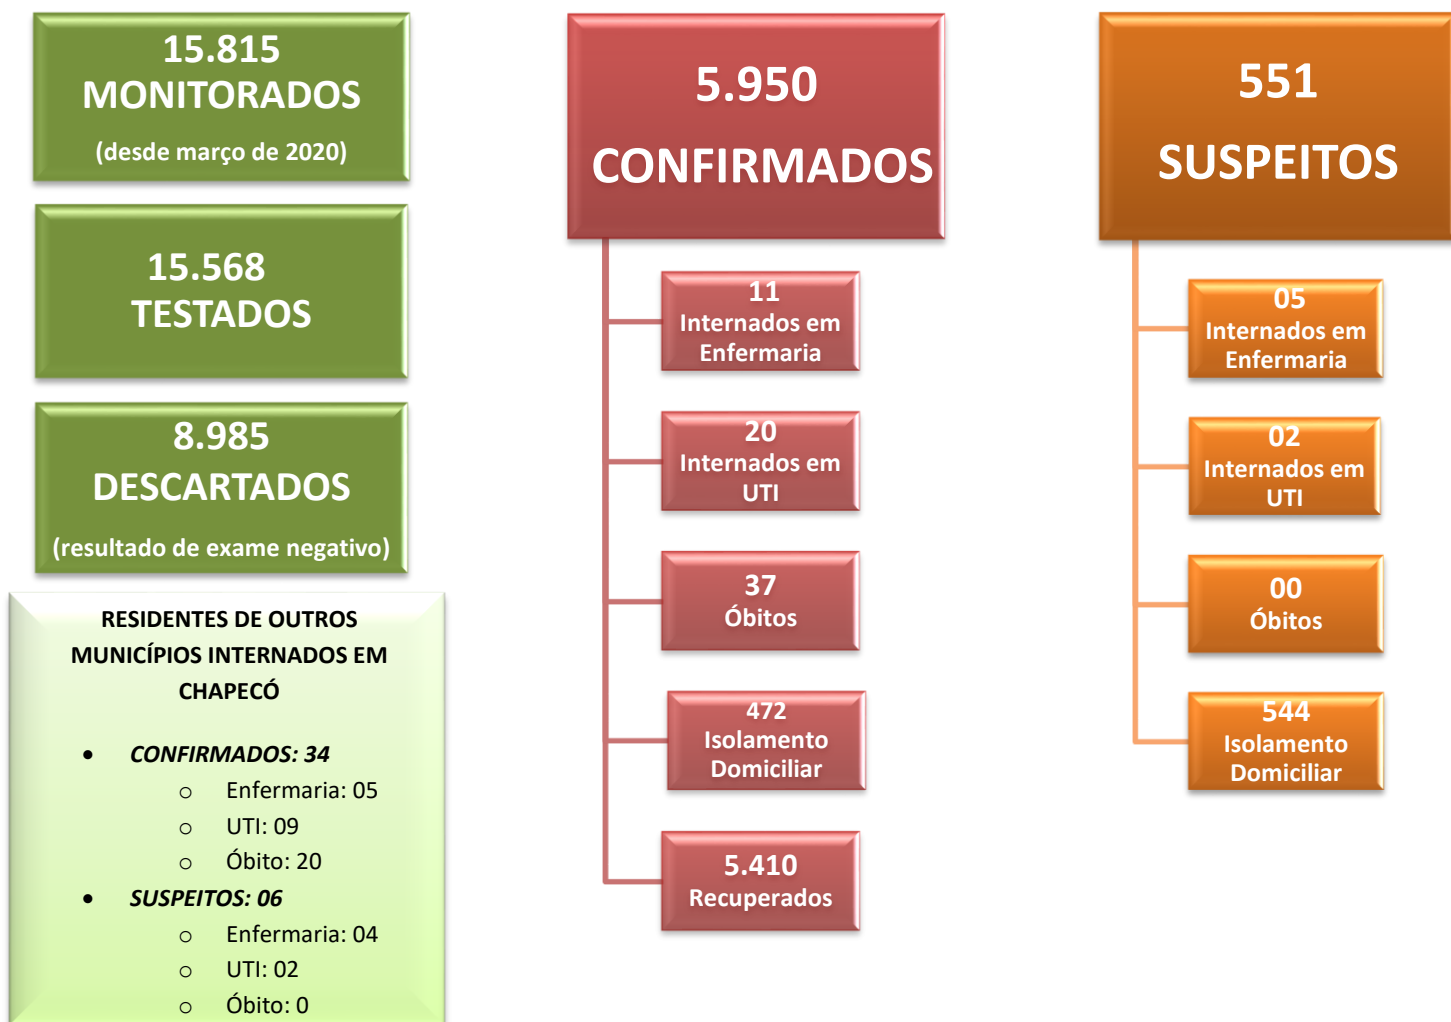 15.815
MONITORADOS
(desde março de 2020)
15.568
TESTADOS
8.985
DESCARTADOS
(resultado de exame negativo)
RESIDENTES DE OUTROS
MUNICÍPIOS INTERNADOS EM
CHAPECÓ
• CONFIRMADOS: 34
o Enfermaria: 05
o UTI: 09
o Óbito: 20
• SUSPEITOS: 06
o Enfermaria: 04
o UTI: 02
o Óbito: 0
5.950
CONFIRMADOS
11
Internados em
Enfermaria
20
Internados em
UTI
37
Óbitos
472
Isolamento
Domiciliar
5.410
Recuperados
551
SUSPEITOS
05
Internados em
Enfermaria
02
Internados em
UTI
00
Óbitos
544
Isolamento
Domiciliar